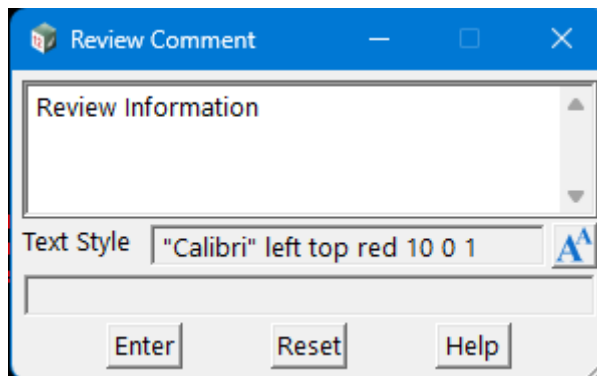 Review Comment
Review Information
Text Style "Calibri" left top red 10 0 1
Enter Reset Help